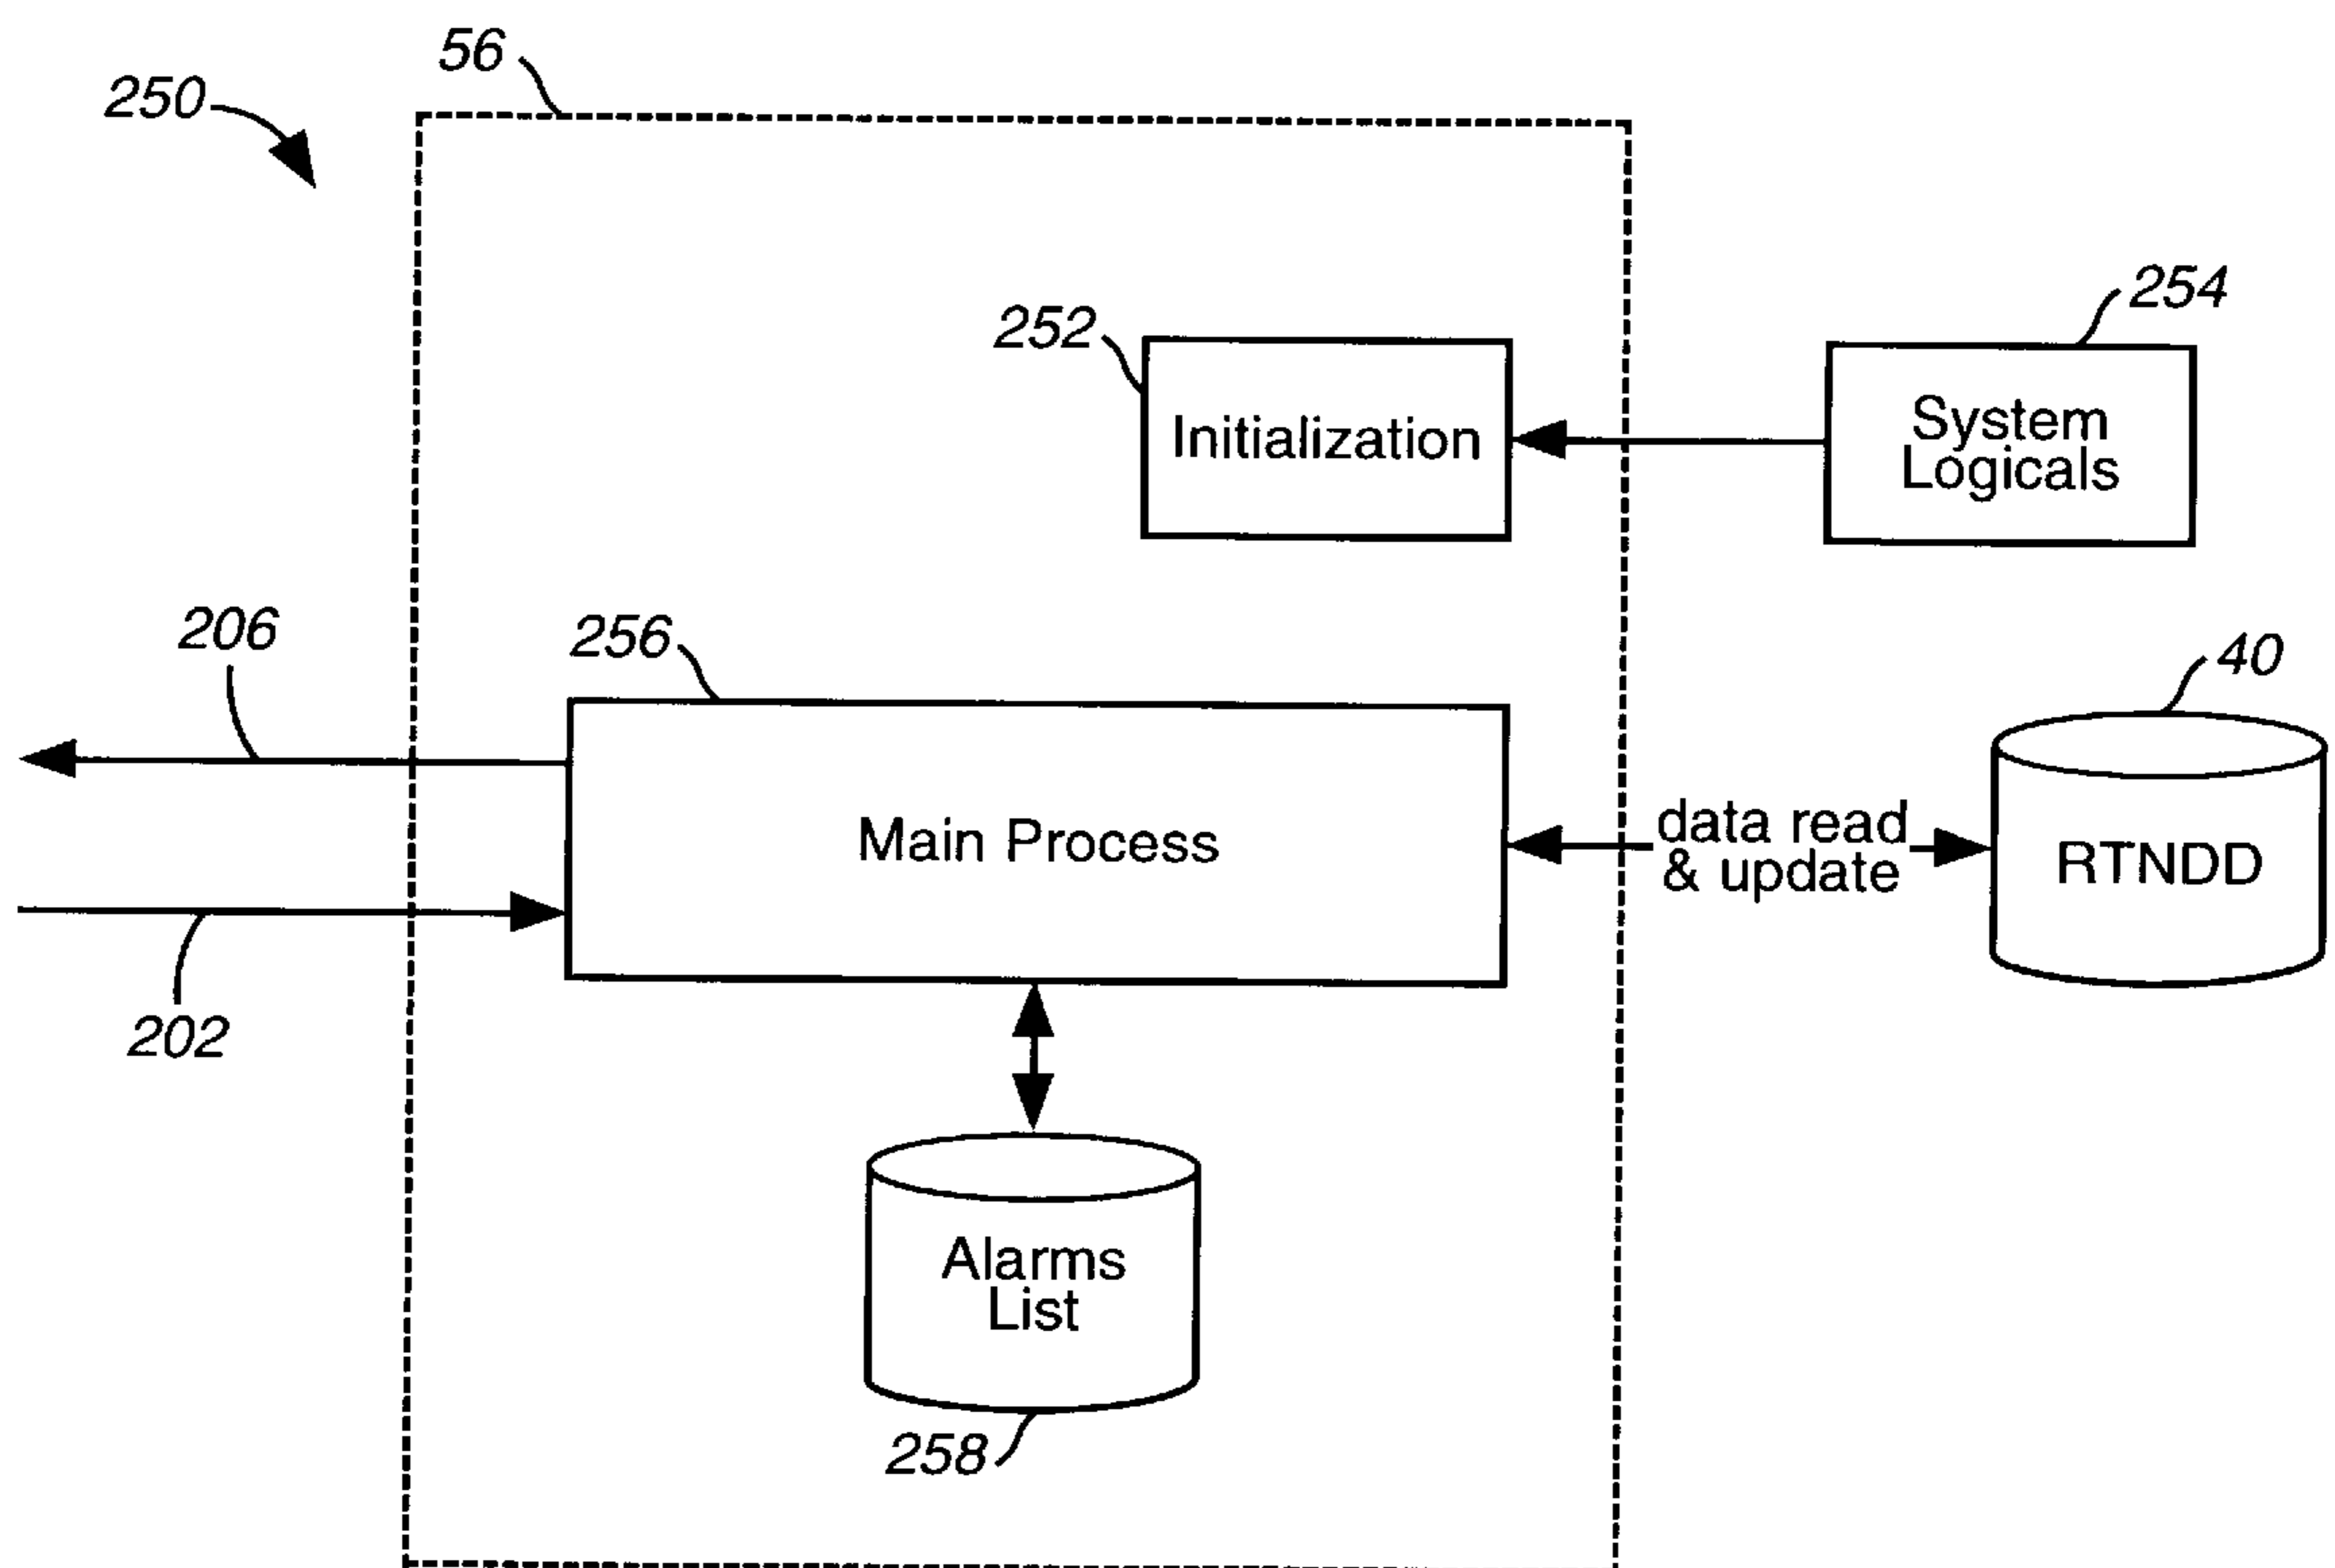 56
250
254
252
System
Logicals
Initialization
206
256
40
data read
& update
Main Process
RTNDD
202
Alarms
List
258